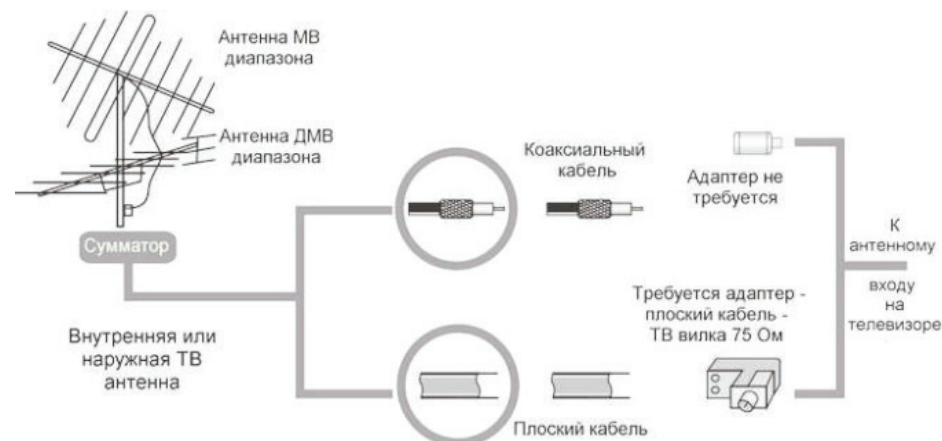 Антенна МВ
диапазона
Антенна ДМВ
диапазона
Сумматор
Внутренняя или
наружная ТВ
антенна
Коаксиальный
кабель
Плоский кабель
Адаптер не
требуется
Требуется адаптер -
плоский кабель -
ТВ вилка 75 Ом
К
антенному
входу
на
телевизоре